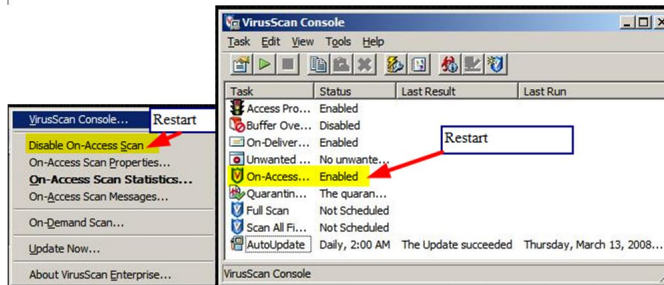 VirusScan Console...
Restart
Disable On-Access Scan
On-Access Scan Properties...
On-Access Scan Statistics...
On-Access Scan Messages...
On-Demand Scan...
Update Now...
About VirusScan Enterprise...
VirusScan Console
Task Edit View Tools Help
Task Status Last Result Last Run
Access Pro... Enabled
Buffer Ove... Disabled
On-Deliver... Enabled
Restart
Unwanted ... No unwante...
On-Access... Enabled
Quarantin... The quaran...
Full Scan Not Scheduled
Scan All Fi... Not Scheduled
AutoUpdate Daily, 2:00 AM The Update succeeded Thursday, March 13, 2008...
VirusScan Console